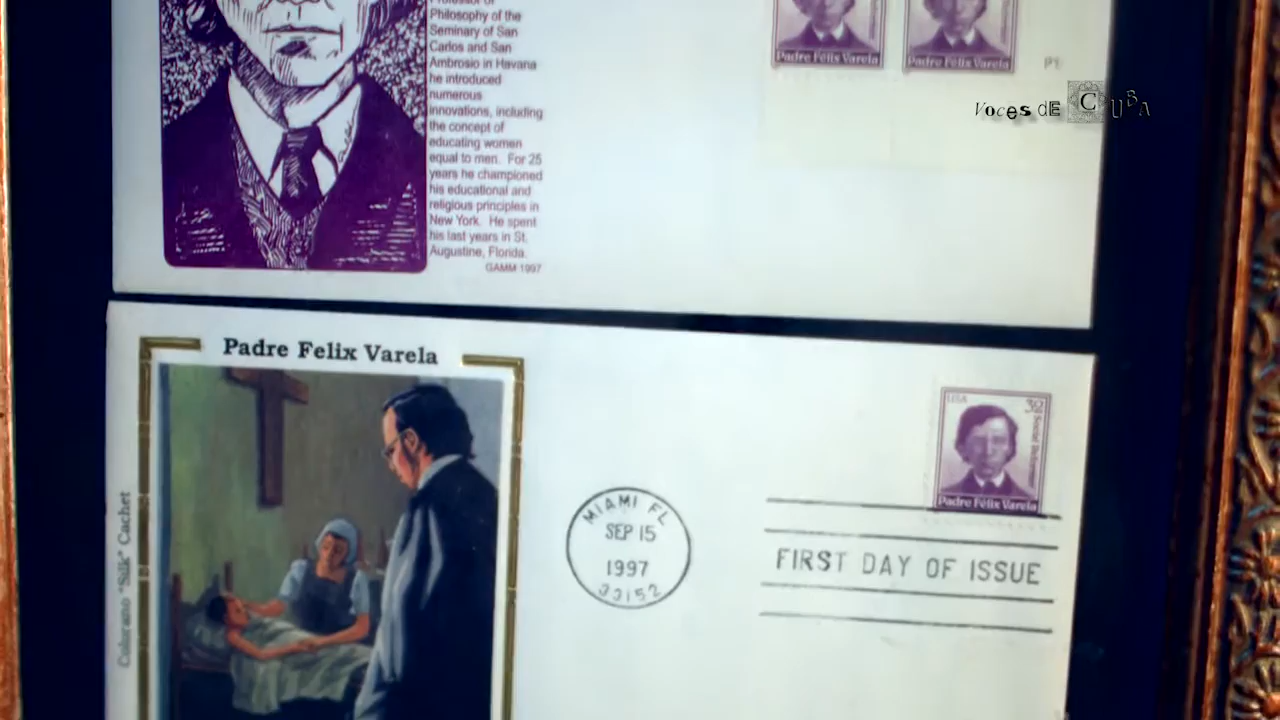 Professor of
Philosophy of the
Seminary of San
Carlos and San
Ambrosio in Havana
he introduced
numerous
innovations, including
the concept of
educating women
equal to men. For 25
years he championed
his educational and
religious principles in
New York. He spent
his last years in St.
Augustine, Florida.
GAMM 1997
Padre Félix Varela
Padre Félix Varela
P1
Voces DE CUBA
Padre Felix Varela
Colorano "Silk" Cachet
MIAMI FL
SEP 15
1997
33152
USA
32
Social Reformer
Padre Félix Varela
FIRST DAY OF ISSUE